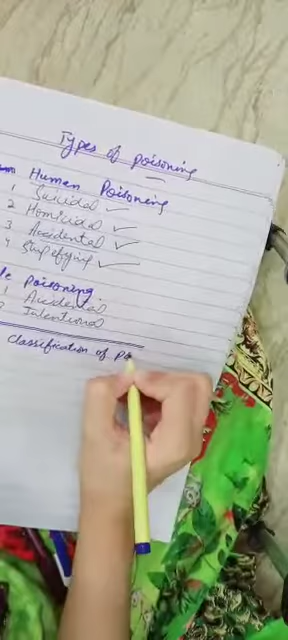 Types of poisoning
Human Poisoning
1 Suicidal ✓
2 Homicidal ✓
3 Accidental ✓
4 Stupefying ✓
Poisoning
1 Accidental
2 Intentional
Classification of Po